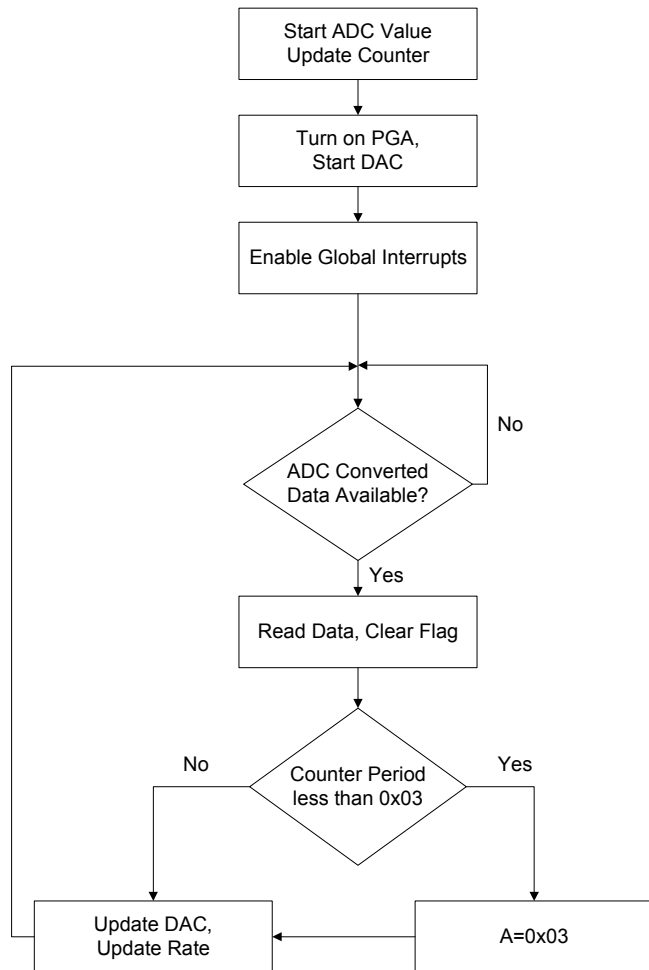 Start ADC Value
Update Counter
Turn on PGA,
Start DAC
Enable Global Interrupts
No
ADC Converted
Data Available?
Yes
Read Data, Clear Flag
No
Yes
Counter Period
less than 0x03
Update DAC,
Update Rate
A=0x03